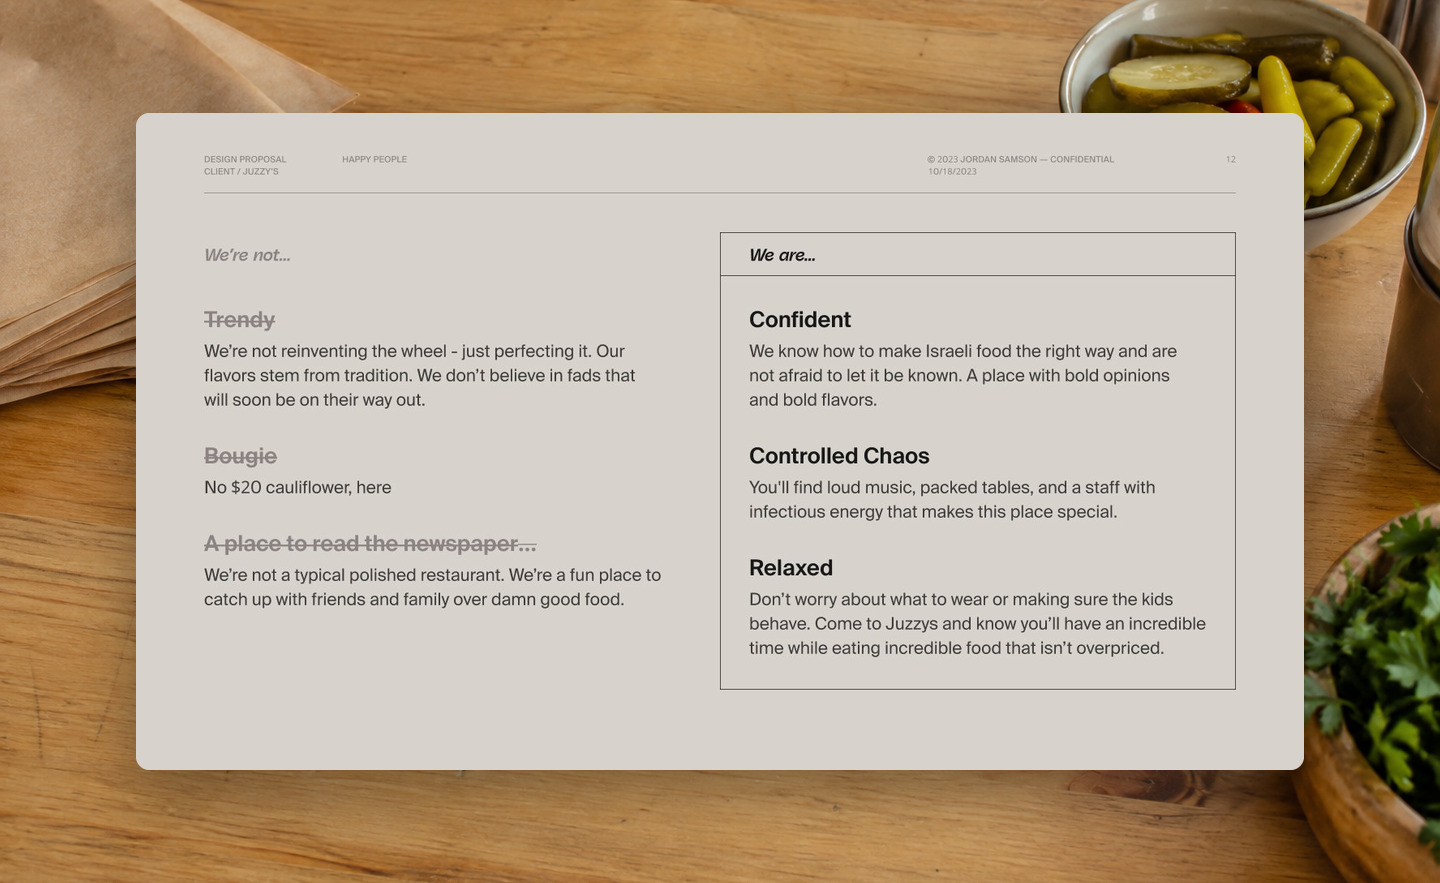 DESIGN PROPOSAL
CLIENT / JUZZY'S
HAPPY PEOPLE
© 2023 JORDAN SAMSON — CONFIDENTIAL
10/18/2023
12
We're not...
Trendy
We’re not reinventing the wheel - just perfecting it. Our
flavors stem from tradition. We don’t believe in fads that
will soon be on their way out.
Bougie
No $20 cauliflower, here
A place to read the newspaper...
We’re not a typical polished restaurant. We’re a fun place to
catch up with friends and family over damn good food.
We are...
Confident
We know how to make Israeli food the right way and are
not afraid to let it be known. A place with bold opinions
and bold flavors.
Controlled Chaos
You'll find loud music, packed tables, and a staff with
infectious energy that makes this place special.
Relaxed
Don’t worry about what to wear or making sure the kids
behave. Come to Juzzys and know you’ll have an incredible
time while eating incredible food that isn’t overpriced.